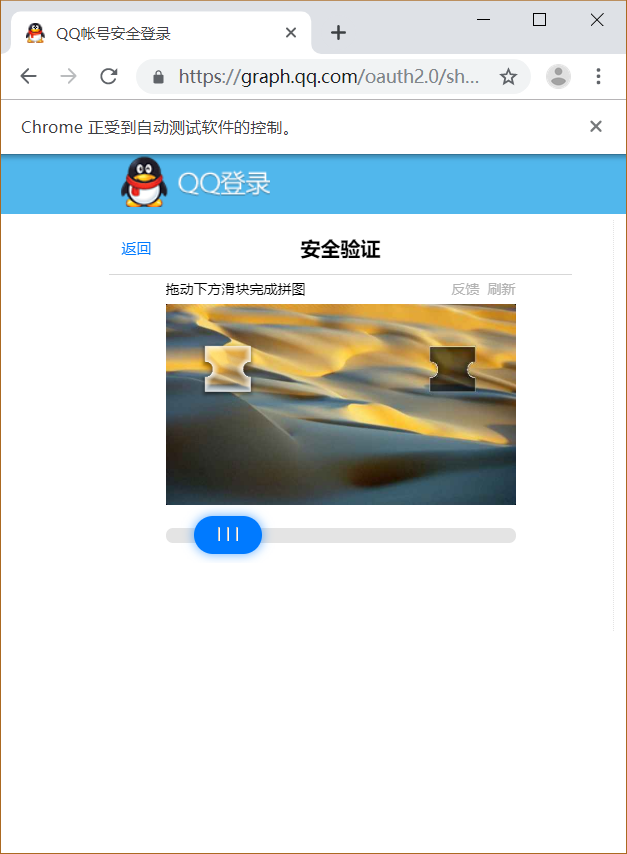 QQ帐号安全登录
https://graph.qq.com/oauth2.0/sh...
Chrome 正受到自动测试软件的控制。
QQ登录
返回
安全验证
拖动下方滑块完成拼图
反馈 刷新